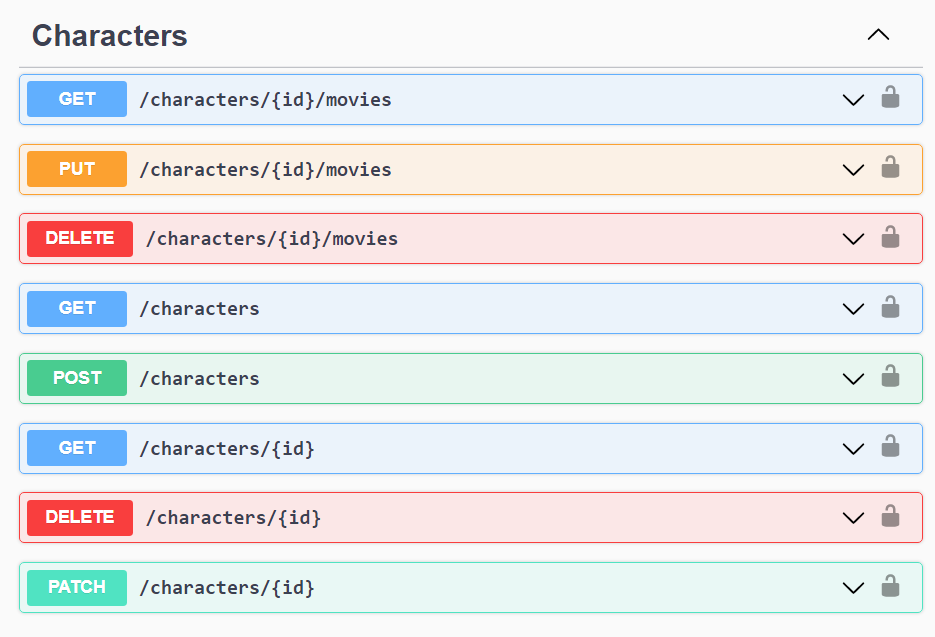 Characters
GET /characters/{id}/movies
PUT /characters/{id}/movies
DELETE /characters/{id}/movies
GET /characters
POST /characters
GET /characters/{id}
DELETE /characters/{id}
PATCH /characters/{id}